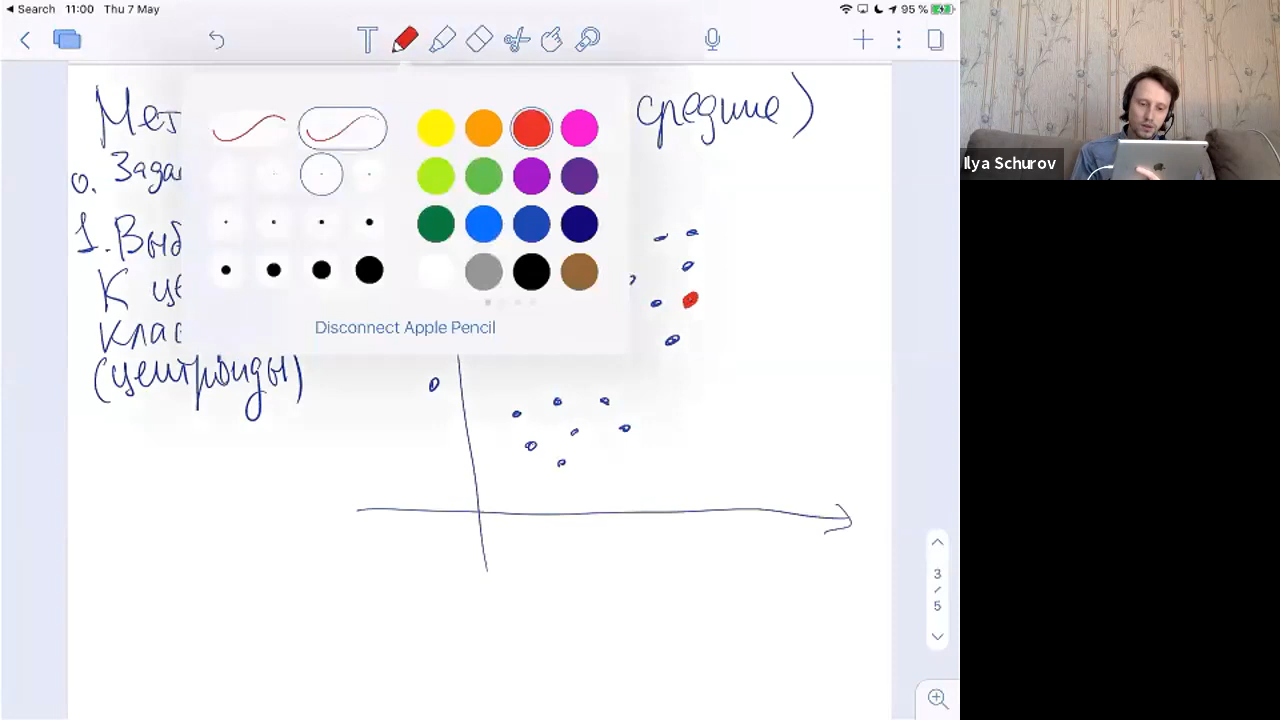 Search 11:00 Thu 7 May 95 %
T
Мет средние)
0. Зада
1. Выб
К це
клас
(центроиды)
Disconnect Apple Pencil
Ilya Schurov
3
/
5